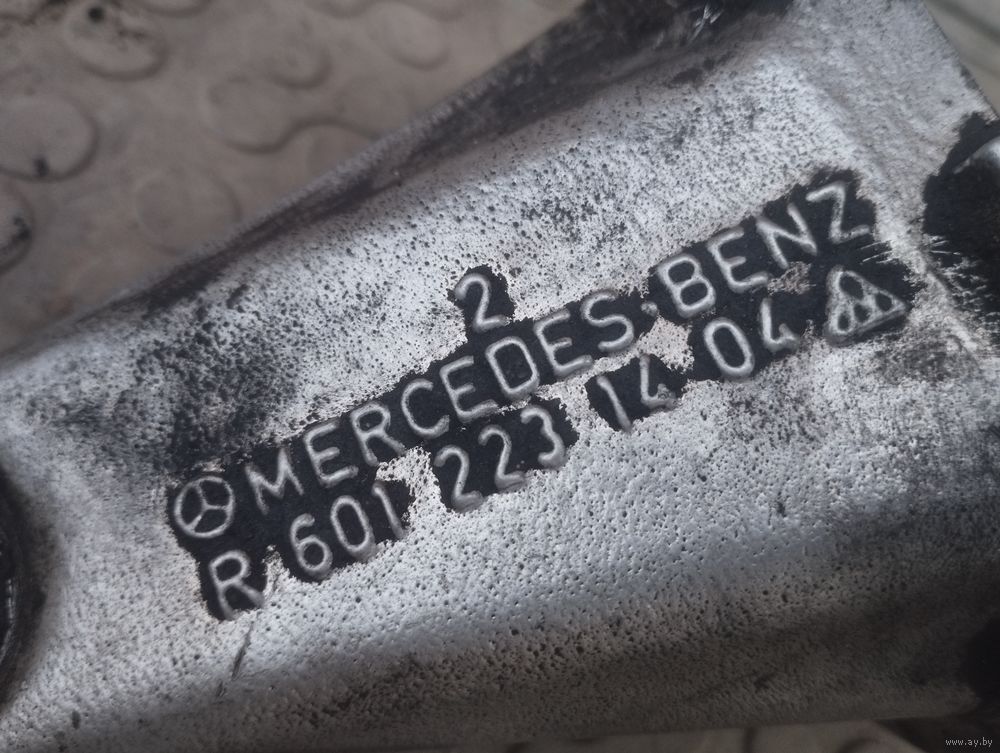 2
MERCEDES·BENZ
R 601 223 14 04
www.ay.by